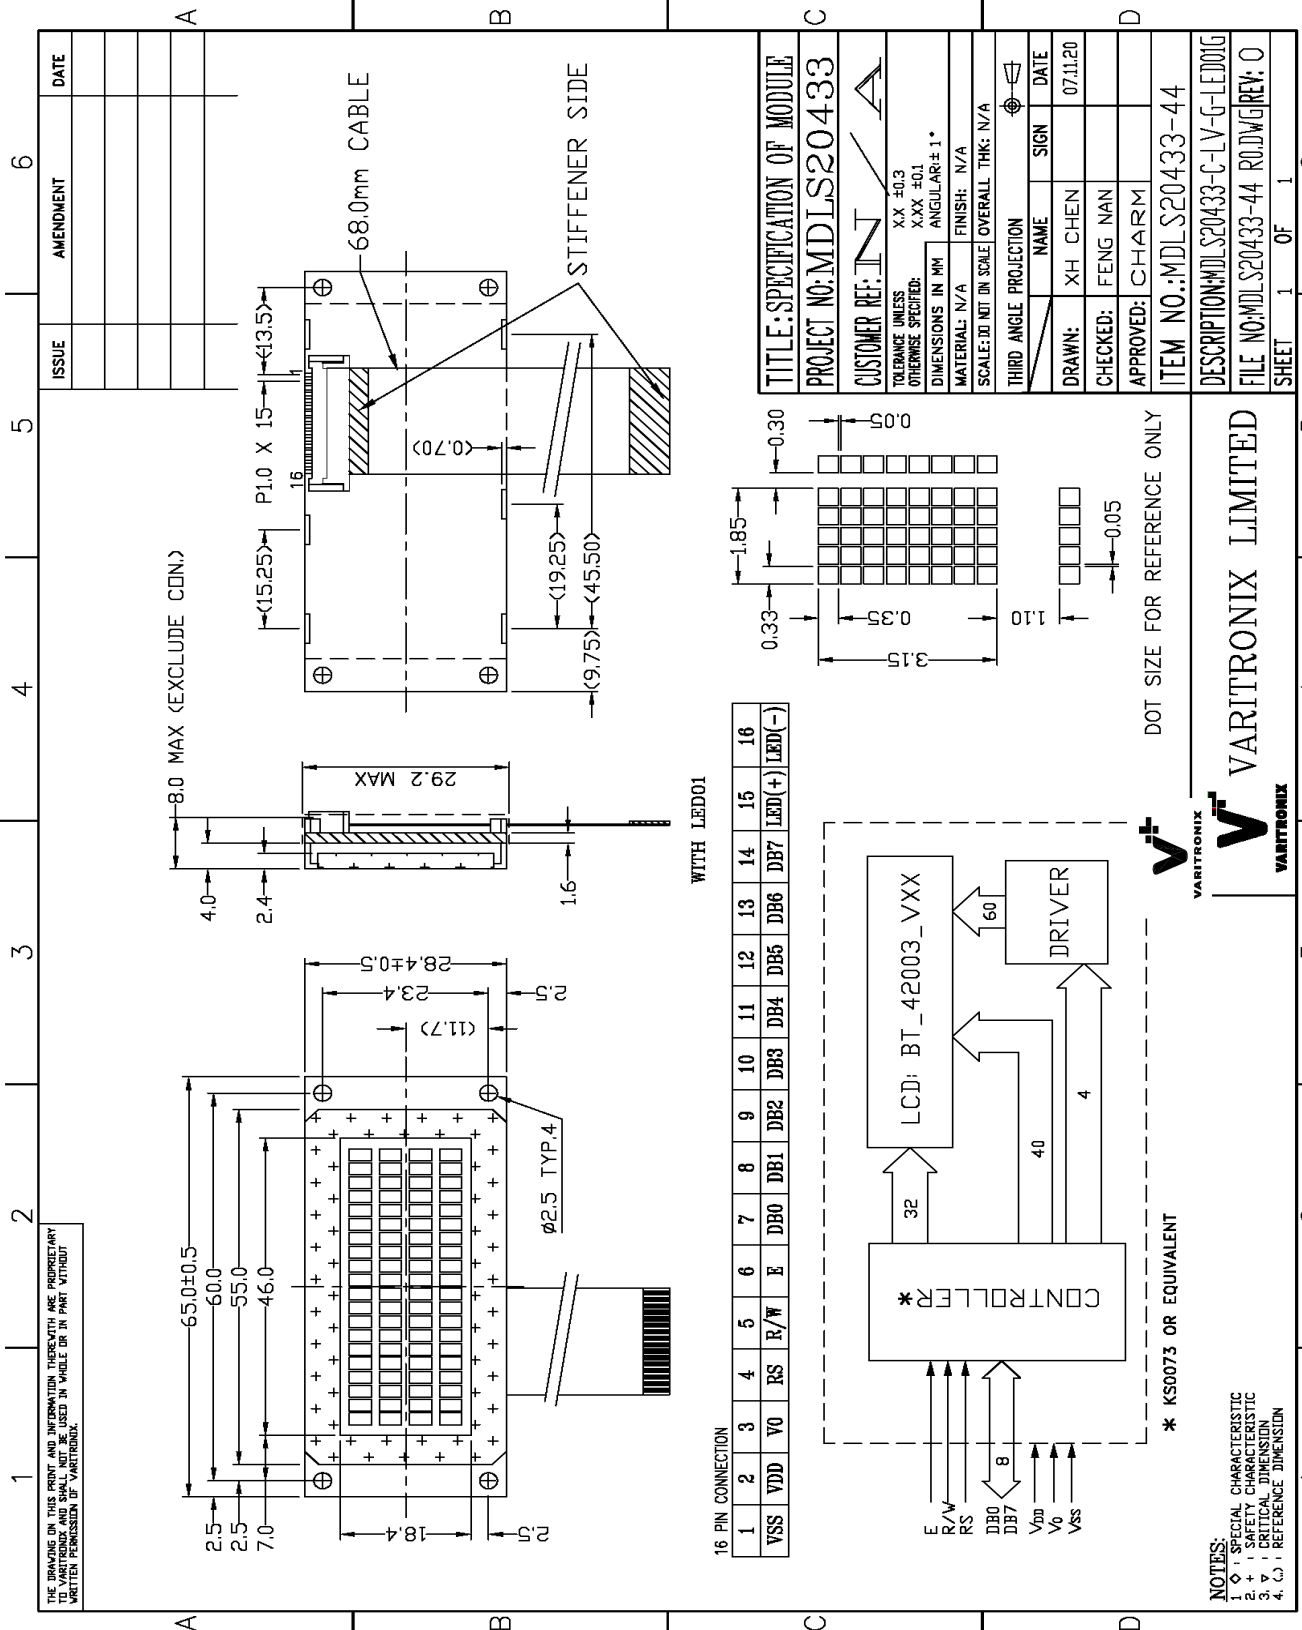 THE DRAWING ON THIS PRINT AND INFORMATION THEREWITH ARE PROPRIETARY
TO VARITRONIX AND SHALL NOT BE USED IN WHOLE OR IN PART WITHOUT
WRITTEN PERMISSION OF VARITRONIX.
1
2
3
4
5
6
A
B
C
D
A
B
C
D
ISSUE AMENDMENT DATE
65.0±0.5
60.0
55.0
46.0
2.5
2.5
7.0
18.4
2.5
28.4±0.5
23.4
(11.7)
2.5
ø2.5 TYP.4
8.0 MAX (EXCLUDE CON.)
4.0
2.4
29.2 MAX
1.6
(15.25)
P1.0 X 15
(13.5)
16
1
68.0mm CABLE
STIFFENER SIDE
(0.70)
(19.25)
(45.50)
(9.75)
16 PIN CONNECTION
WITH LED01
1 2 3 4 5 6 7 8 9 10 11 12 13 14 15 16
VSS VDD V0 RS R/W E DB0 DB1 DB2 DB3 DB4 DB5 DB6 DB7 LED(+) LED(-)
0.33
1.85
0.30
0.05
0.35
3.15
1.10
0.05
DOT SIZE FOR REFERENCE ONLY
E
R/W
RS
DB0
DB7
8
VDD
V0
VSS
CONTROLLER*
32
40
4
LCD: BT_42003_VXX
60
DRIVER
* KS0073 OR EQUIVALENT
NOTES:
1 ◇ : SPECIAL CHARACTERISTIC
2. + : SAFETY CHARACTERISTIC
3. ▽ : CRITICAL DIMENSION
4. (.) : REFERENCE DIMENSION
VARITRONIX
VARITRONIX
VARITRONIX LIMITED
TITLE: SPECIFICATION OF MODULE
PROJECT NO: MDLS20433
CUSTOMER REF: N/A
TOLERANCE UNLESS
OTHERWISE SPECIFIED:
X.X ±0.3
X.XX ±0.1
ANGULAR:± 1°
DIMENSIONS IN MM
MATERIAL: N/A FINISH: N/A
SCALE: DO NOT ON SCALE OVERALL THK: N/A
THIRD ANGLE PROJECTION
NAME SIGN DATE
DRAWN: XH CHEN 07.11.20
CHECKED: FENG NAN
APPROVED: CHARM
ITEM NO.: MDLS20433-44
DESCRIPTION:MDLS20433-C-LV-G-LED01G
FILE NO:MDLS20433-44 R0.DWG REV: 0
SHEET 1 OF 1